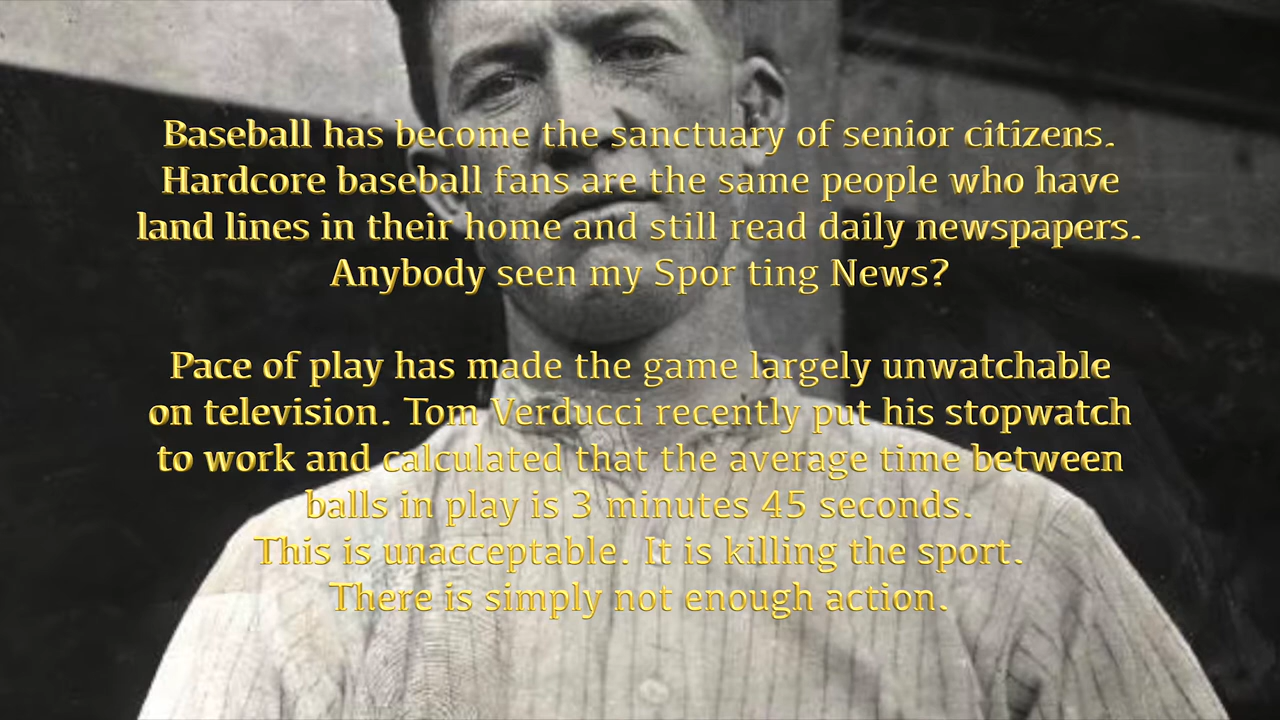 Baseball has become the sanctuary of senior citizens.
Hardcore baseball fans are the same people who have
land lines in their home and still read daily newspapers.
Anybody seen my Spor ting News?
Pace of play has made the game largely unwatchable
on television. Tom Verducci recently put his stopwatch
to work and calculated that the average time between
balls in play is 3 minutes 45 seconds.
This is unacceptable. It is killing the sport.
There is simply not enough action.